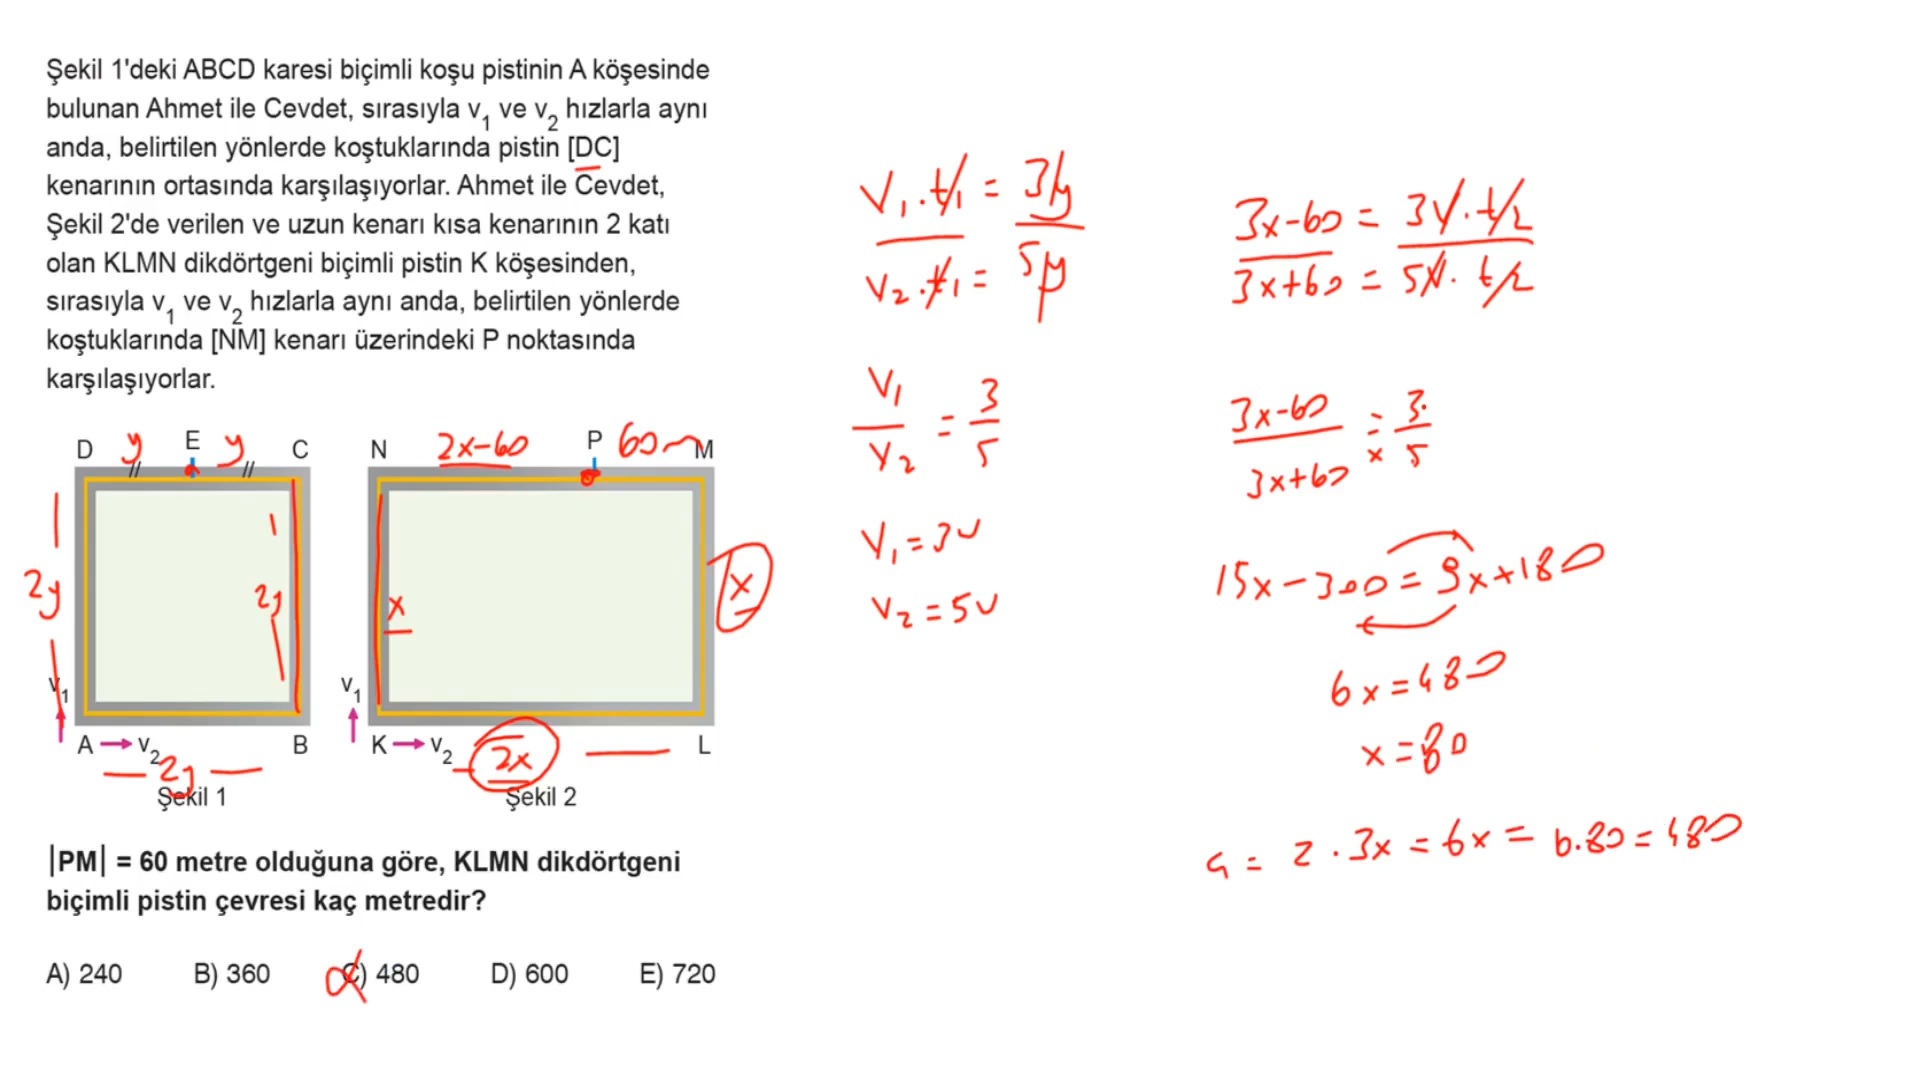 Şekil 1'deki ABCD karesi biçimli koşu pistinin A köşesinde
bulunan Ahmet ile Cevdet, sırasıyla v₁ ve v₂ hızlarla aynı
anda, belirtilen yönlerde koştuklarında pistin [DC]
kenarının ortasında karşılaşıyorlar. Ahmet ile Cevdet,
Şekil 2'de verilen ve uzun kenarı kısa kenarının 2 katı
olan KLMN dikdörtgeni biçimli pistin K köşesinden,
sırasıyla v₁ ve v₂ hızlarla aynı anda, belirtilen yönlerde
koştuklarında [NM] kenarı üzerindeki P noktasında
karşılaşıyorlar.
D y E y C
2y 2y
v₁
A v₂ B
2y
Şekil 1
N 2x-60 P 60m M
x x
v₁
K v₂ 2x L
Şekil 2
|PM| = 60 metre olduğuna göre, KLMN dikdörtgeni
biçimli pistin çevresi kaç metredir?
A) 240 B) 360 C) 480 D) 600 E) 720
V₁.t₁ = 3y
V₂.t₁ = 5y
V₁/V₂ = 3/5
V₁ = 3V
V₂ = 5V
3x-60 = 3V.t₂
3x+60 = 5V.t₂
3x-60/3x+60 = 3/5
15x-300 = 9x+180
6x = 480
x = 80
Ç = 2.3x = 6x = 6.80 = 480